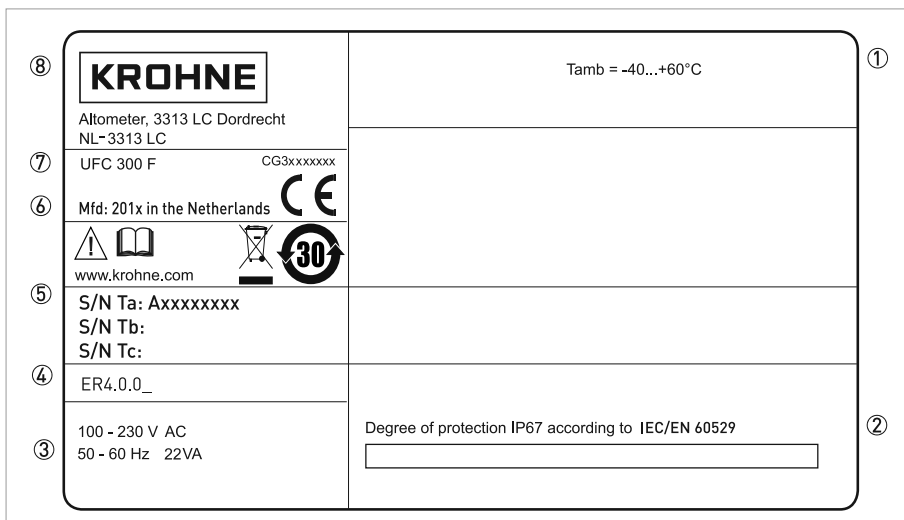 ⑧
KROHNE
Altometer, 3313 LC Dordrecht
NL-3313 LC
⑦
UFC 300 F
CG3xxxxxxx
⑥
Mfd: 201x in the Netherlands
CE
30
www.krohne.com
⑤
S/N Ta: Axxxxxxxx
S/N Tb:
S/N Tc:
④
ER4.0.0_
③
100 - 230 V AC
50 - 60 Hz 22VA
Tamb = -40...+60°C
①
Degree of protection IP67 according to IEC/EN 60529
②